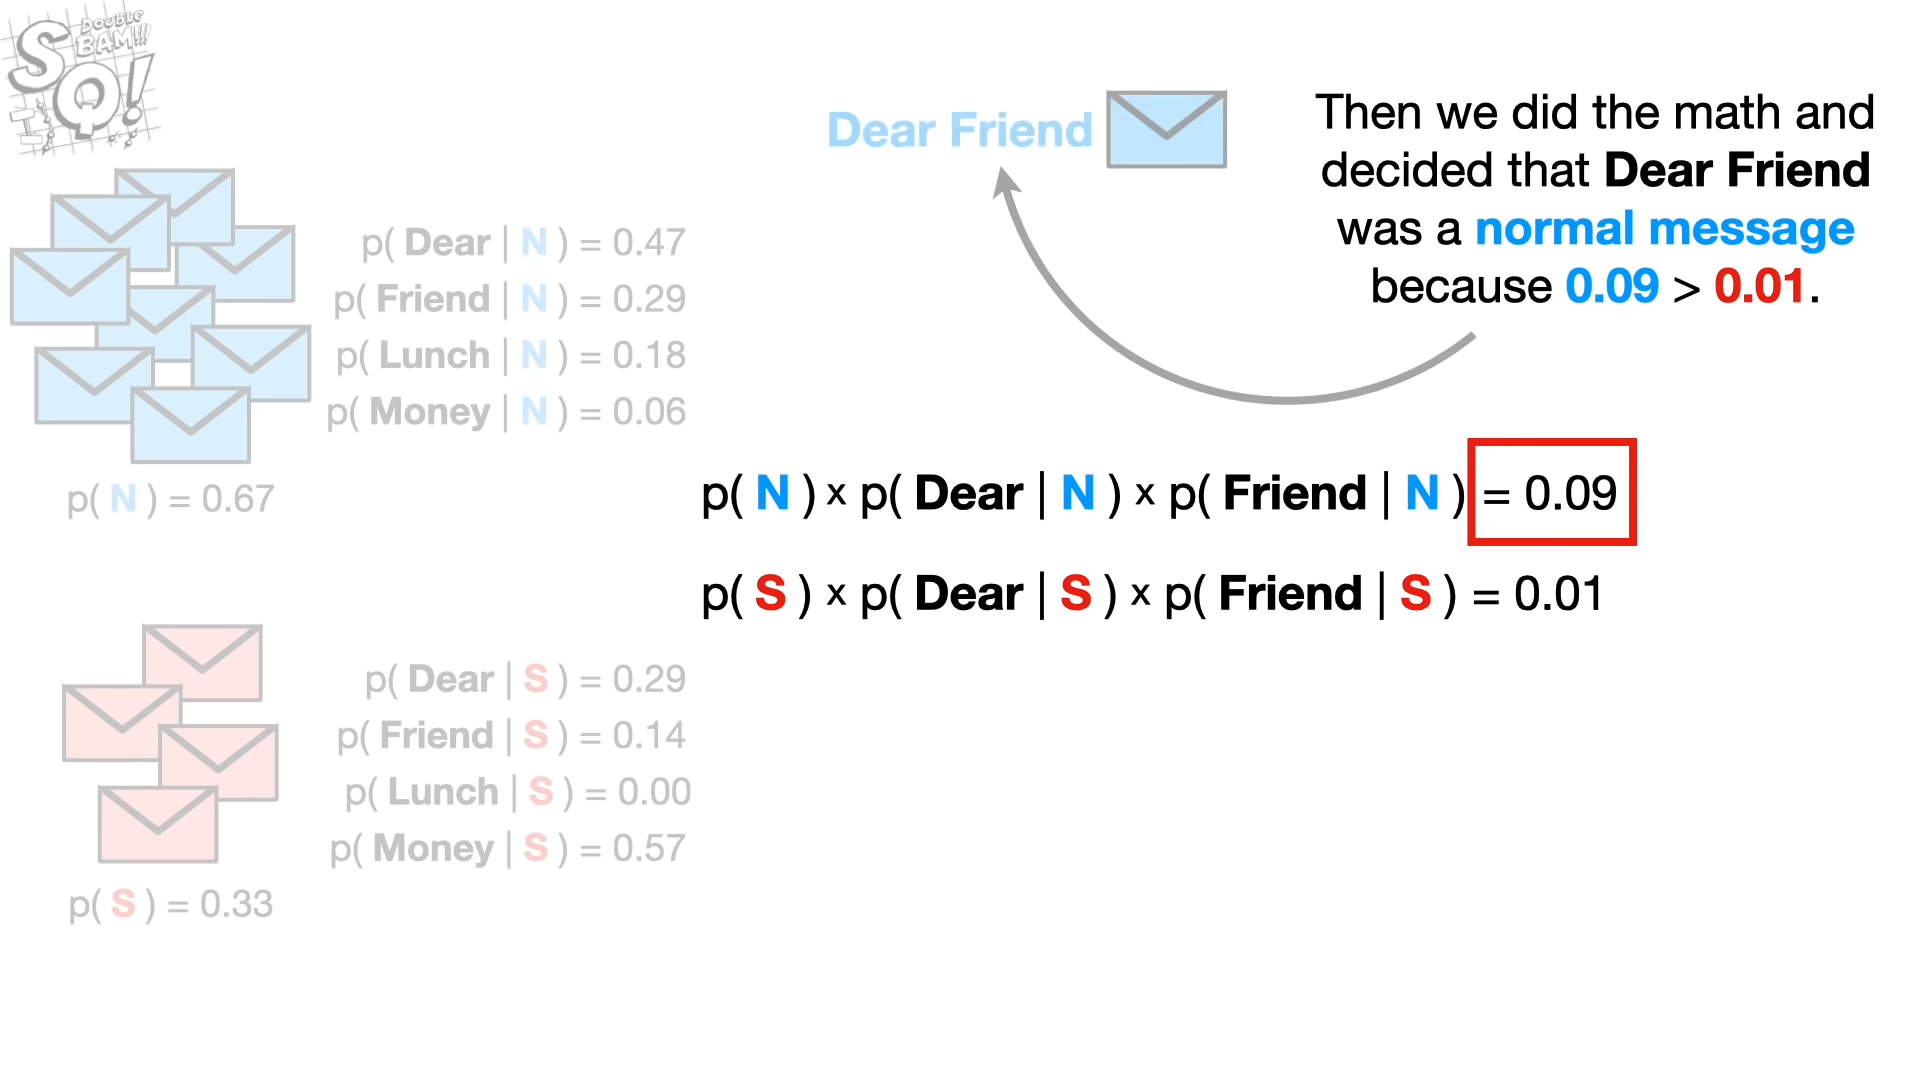 S DOUBLE
BAM!!!
Q!
Dear Friend
Then we did the math and
decided that Dear Friend
was a normal message
because 0.09 > 0.01.
p( Dear | N ) = 0.47
p( Friend | N ) = 0.29
p( Lunch | N ) = 0.18
p( Money | N ) = 0.06
p( N ) = 0.67
p( N ) x p( Dear | N ) x p( Friend | N ) = 0.09
p( S ) x p( Dear | S ) x p( Friend | S ) = 0.01
p( Dear | S ) = 0.29
p( Friend | S ) = 0.14
p( Lunch | S ) = 0.00
p( Money | S ) = 0.57
p( S ) = 0.33